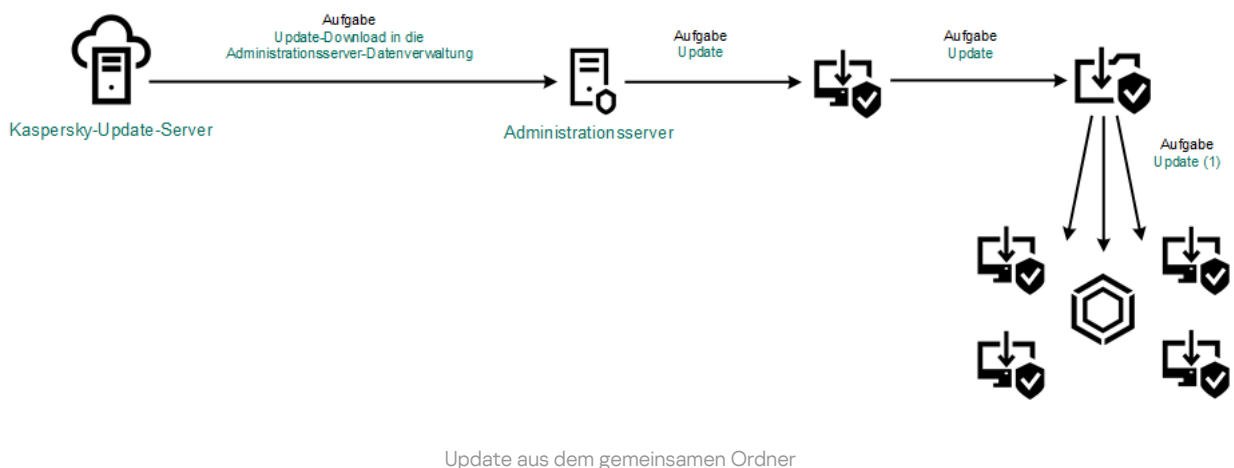 Aufgabe
Update-Download in die
Administrationsserver-Datenverwaltung
Aufgabe
Update
Aufgabe
Update
Kaspersky-Update-Server
Administrationsserver
Aufgabe
Update (1)
Update aus dem gemeinsamen Ordner